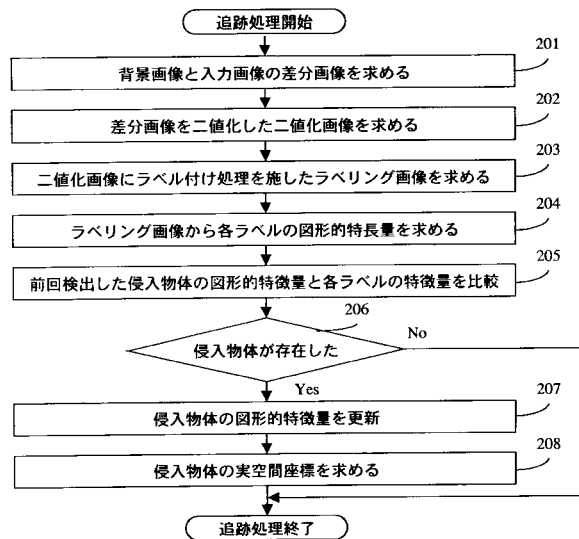 追跡処理開始
201
背景画像と入力画像の差分画像を求める
202
差分画像を二値化した二値化画像を求める
203
二値化画像にラベル付け処理を施したラベリング画像を求める
204
ラベリング画像から各ラベルの図形的特長量を求める
205
前回検出した侵入物体の図形的特徴量と各ラベルの特徴量を比較
206
No
侵入物体が存在した
Yes
207
侵入物体の図形的特徴量を更新
208
侵入物体の実空間座標を求める
追跡処理終了